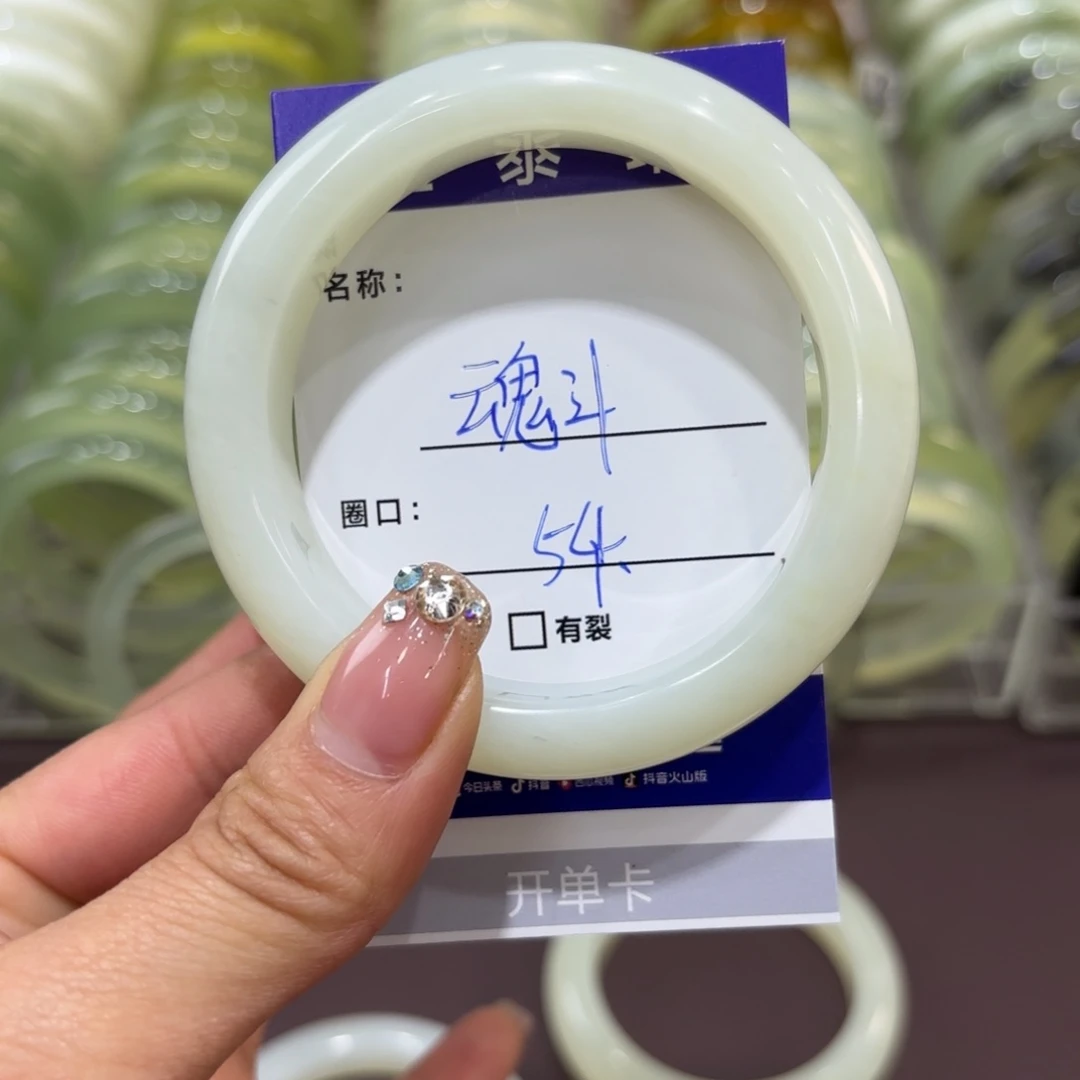 泰
名称：
魂斗
圈口：
54
有裂
今日头条 抖音 西瓜视频 抖音火山版
开单卡